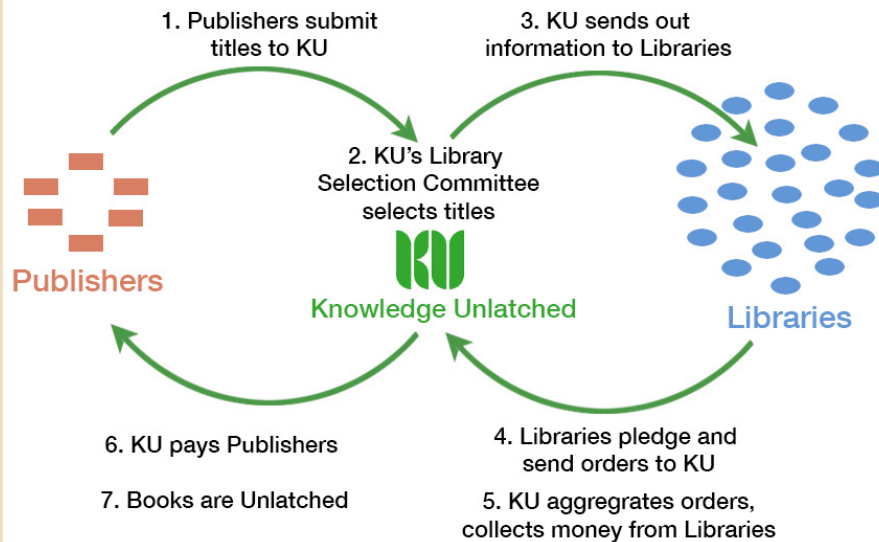 1. Publishers submit
titles to KU
3. KU sends out
information to Libraries
2. KU's Library
Selection Committee
selects titles
KU
Knowledge Unlatched
Publishers
Libraries
6. KU pays Publishers
7. Books are Unlatched
4. Libraries pledge and
send orders to KU
5. KU aggregrates orders,
collects money from Libraries